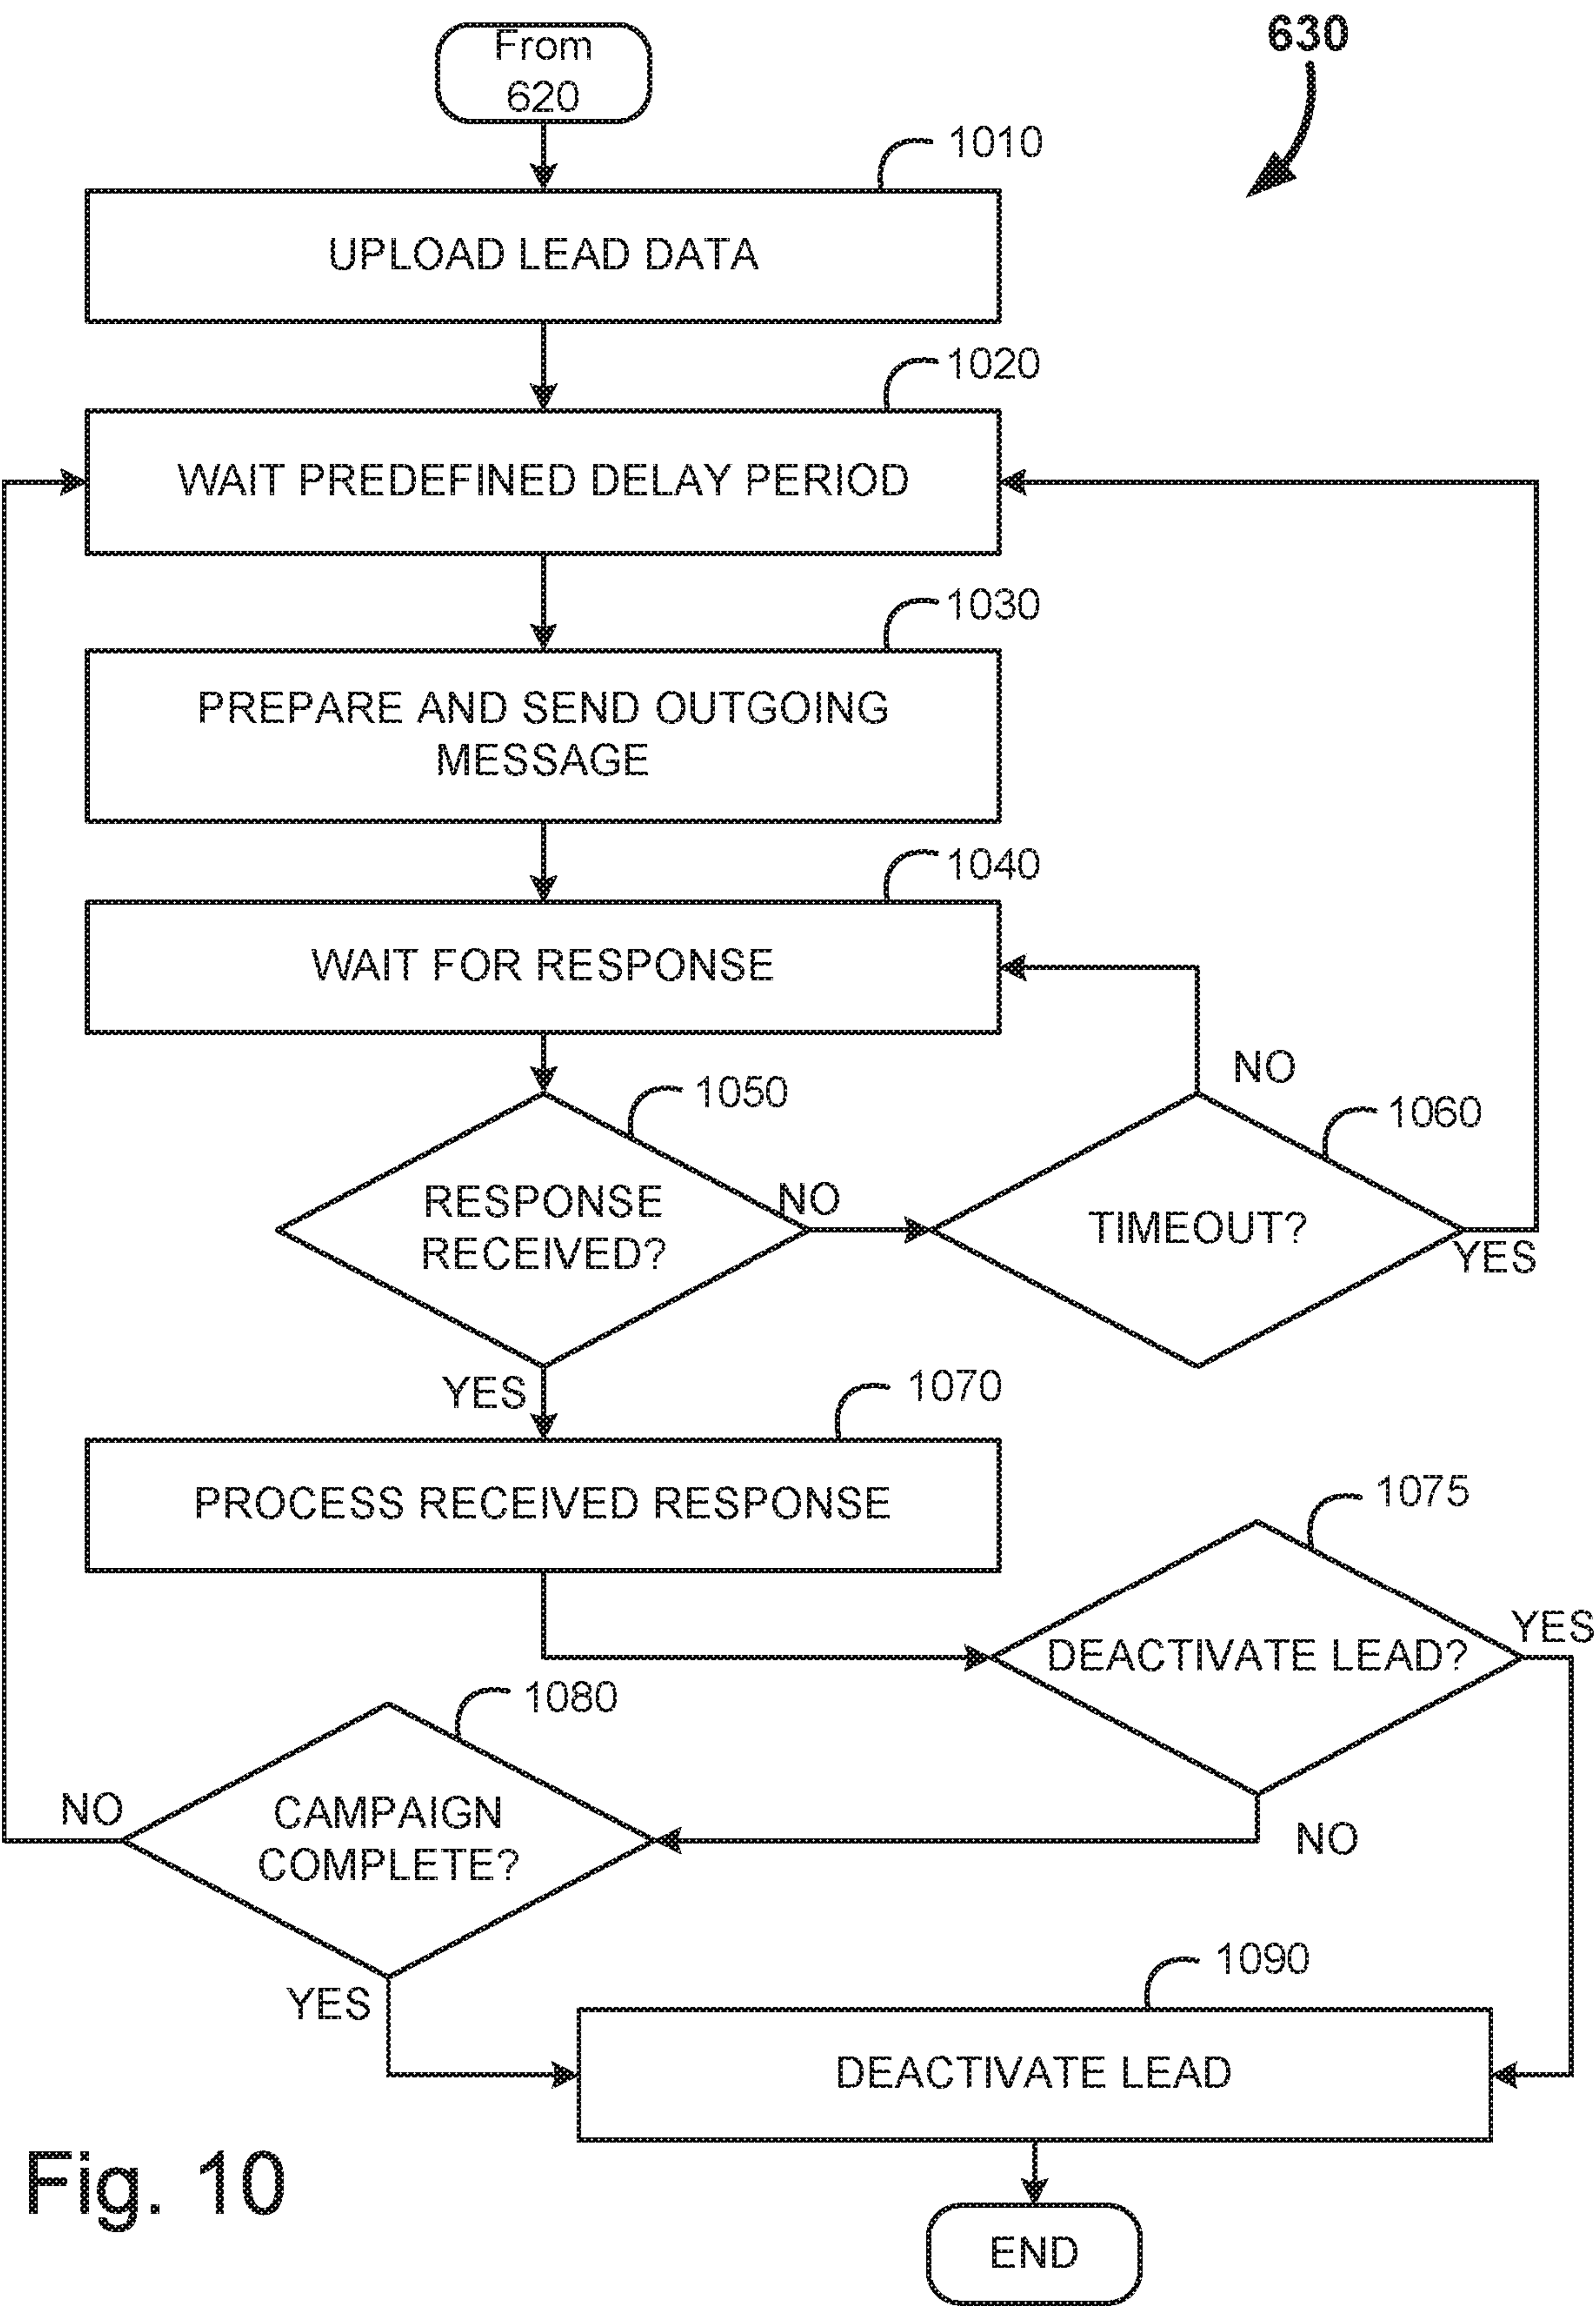 630
From
620
1010
UPLOAD LEAD DATA
1020
WAIT PREDEFINED DELAY PERIOD
1030
PREPARE AND SEND OUTGOING
MESSAGE
1040
WAIT FOR RESPONSE
NO
1050
1060
RESPONSE
RECEIVED?
NO
TIMEOUT?
YES
YES
1070
PROCESS RECEIVED RESPONSE
1075
DEACTIVATE LEAD?
YES
1080
NO
CAMPAIGN
COMPLETE?
NO
YES
1090
DEACTIVATE LEAD
Fig. 10
END